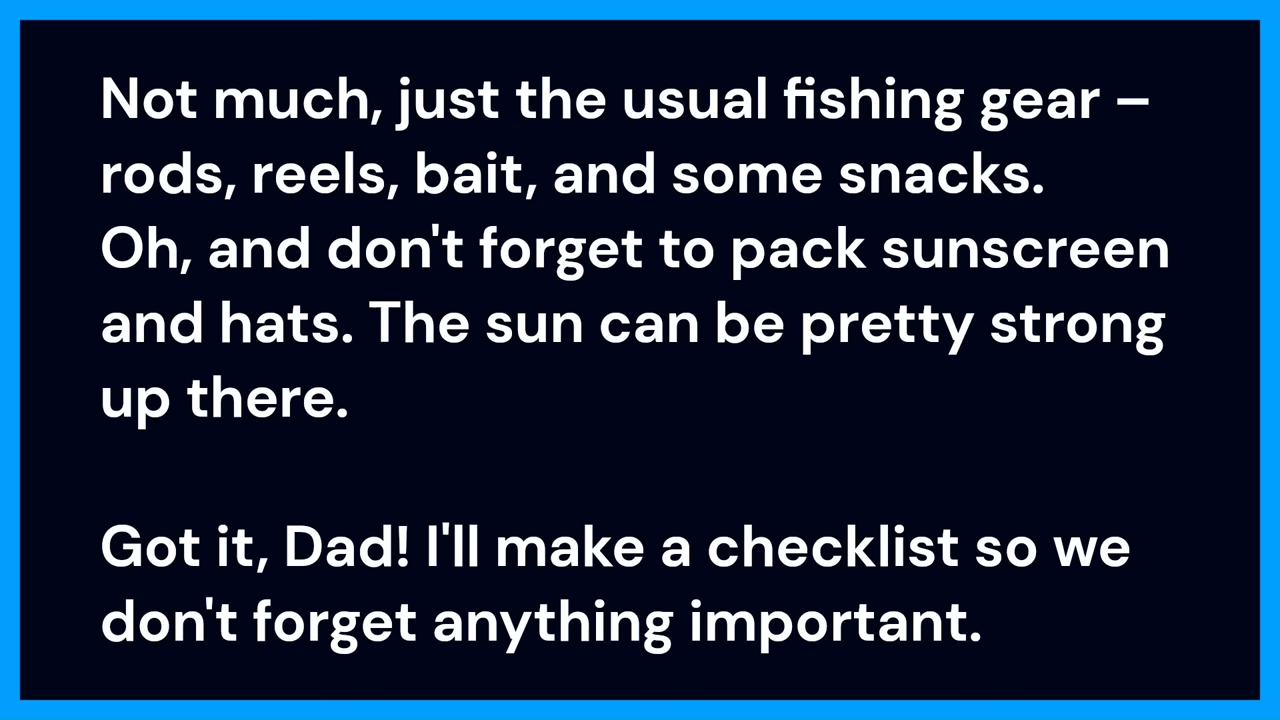 Not much, just the usual fishing gear –
rods, reels, bait, and some snacks.
Oh, and don't forget to pack sunscreen
and hats. The sun can be pretty strong
up there.
Got it, Dad! I'll make a checklist so we
don't forget anything important.